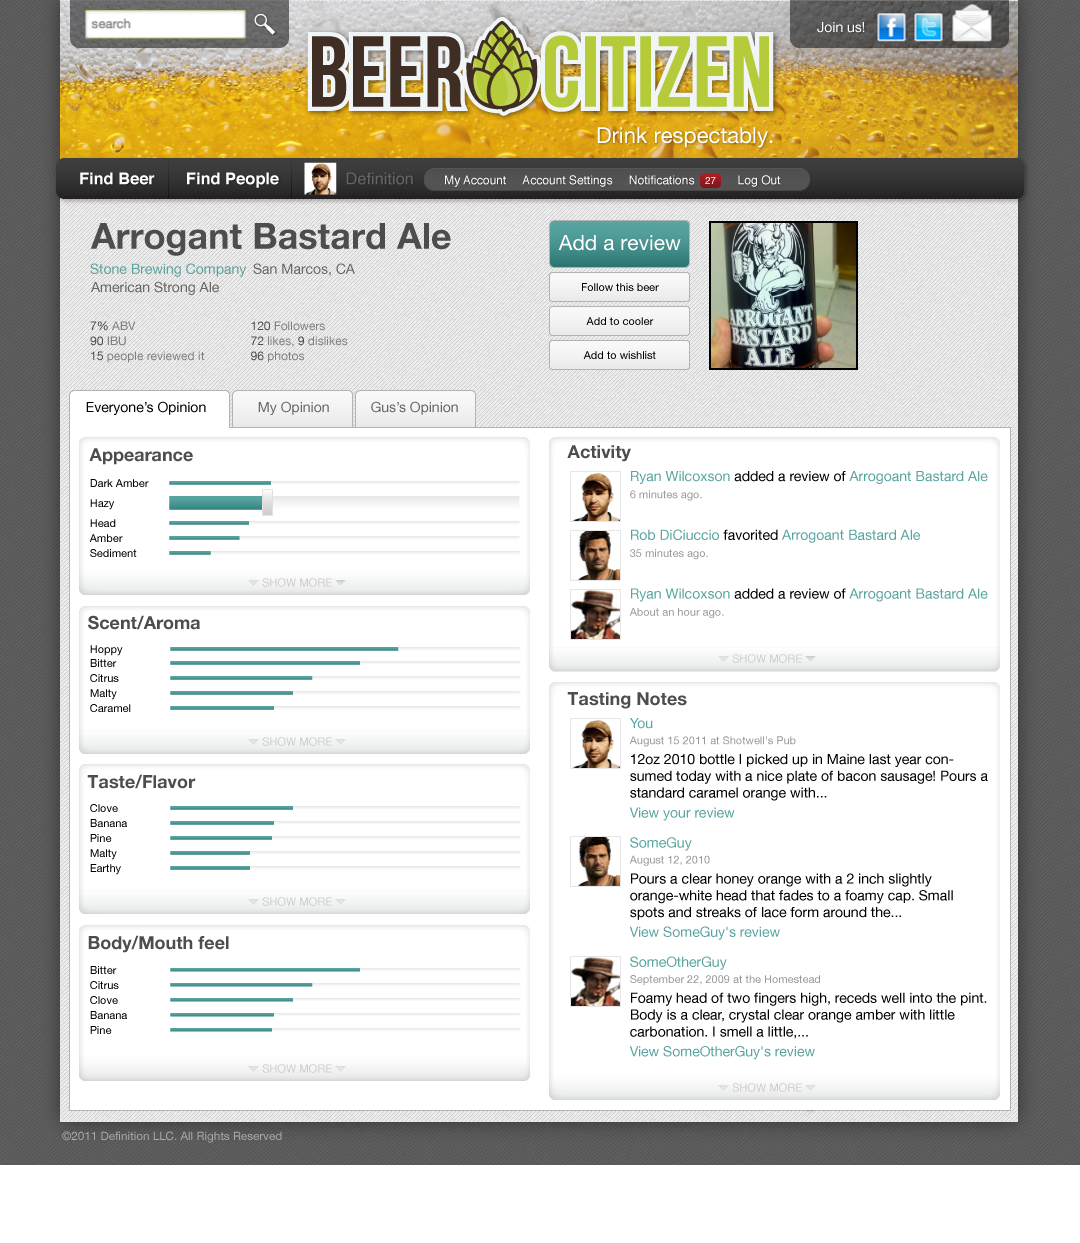 search
Join us!
BEER CITIZEN
Drink respectably.
Find Beer
Find People
Definition
My Account
Account Settings
Notifications 27
Log Out
Arrogant Bastard Ale
Stone Brewing Company San Marcos, CA
American Strong Ale
7% ABV
90 IBU
15 people reviewed it
120 Followers
72 likes, 9 dislikes
96 photos
Add a review
Follow this beer
Add to cooler
Add to wishlist
ARROGANT
BASTARD
ALE
Everyone's Opinion
My Opinion
Gus's Opinion
Appearance
Dark Amber
Hazy
Head
Amber
Sediment
SHOW MORE
Scent/Aroma
Hoppy
Bitter
Citrus
Malty
Caramel
SHOW MORE
Taste/Flavor
Clove
Banana
Pine
Malty
Earthy
SHOW MORE
Body/Mouth feel
Bitter
Citrus
Clove
Banana
Pine
SHOW MORE
Activity
Ryan Wilcoxson added a review of Arrogoant Bastard Ale
6 minutes ago.
Rob DiCiuccio favorited Arrogoant Bastard Ale
35 minutes ago.
Ryan Wilcoxson added a review of Arrogoant Bastard Ale
About an hour ago.
SHOW MORE
Tasting Notes
You
August 15 2011 at Shotwell's Pub
12oz 2010 bottle I picked up in Maine last year con-
sumed today with a nice plate of bacon sausage! Pours a
standard caramel orange with...
View your review
SomeGuy
August 12, 2010
Pours a clear honey orange with a 2 inch slightly
orange-white head that fades to a foamy cap. Small
spots and streaks of lace form around the...
View SomeGuy's review
SomeOtherGuy
September 22, 2009 at the Homestead
Foamy head of two fingers high, receds well into the pint.
Body is a clear, crystal clear orange amber with little
carbonation. I smell a little,...
View SomeOtherGuy's review
SHOW MORE
©2011 Definition LLC. All Rights Reserved